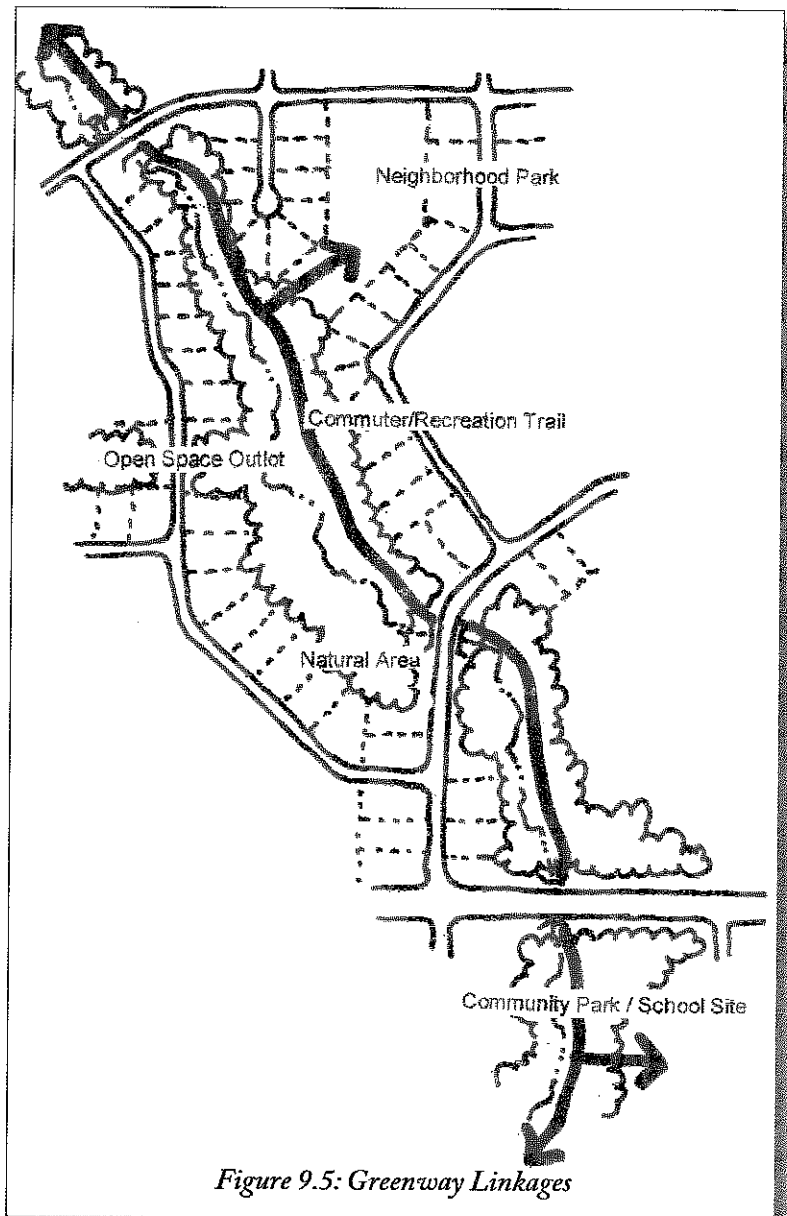 Neighborhood Park
Commuter/Recreation Trail
Open Space Outlot
Natural Area
Community Park / School Site
Figure 9.5: Greenway Linkages